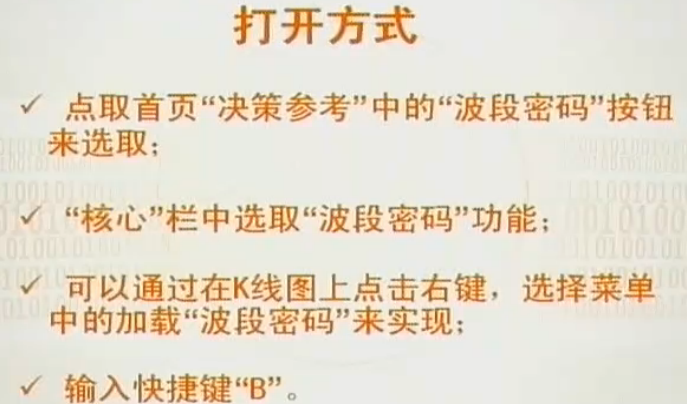 打开方式
✓ 点取首页“决策参考”中的“波段密码”按钮
来选取；
✓ “核心”栏中选取“波段密码”功能；
✓ 可以通过在K线图上点击右键，选择菜单
中的加载“波段密码”来实现；
✓ 输入快捷键“B”。